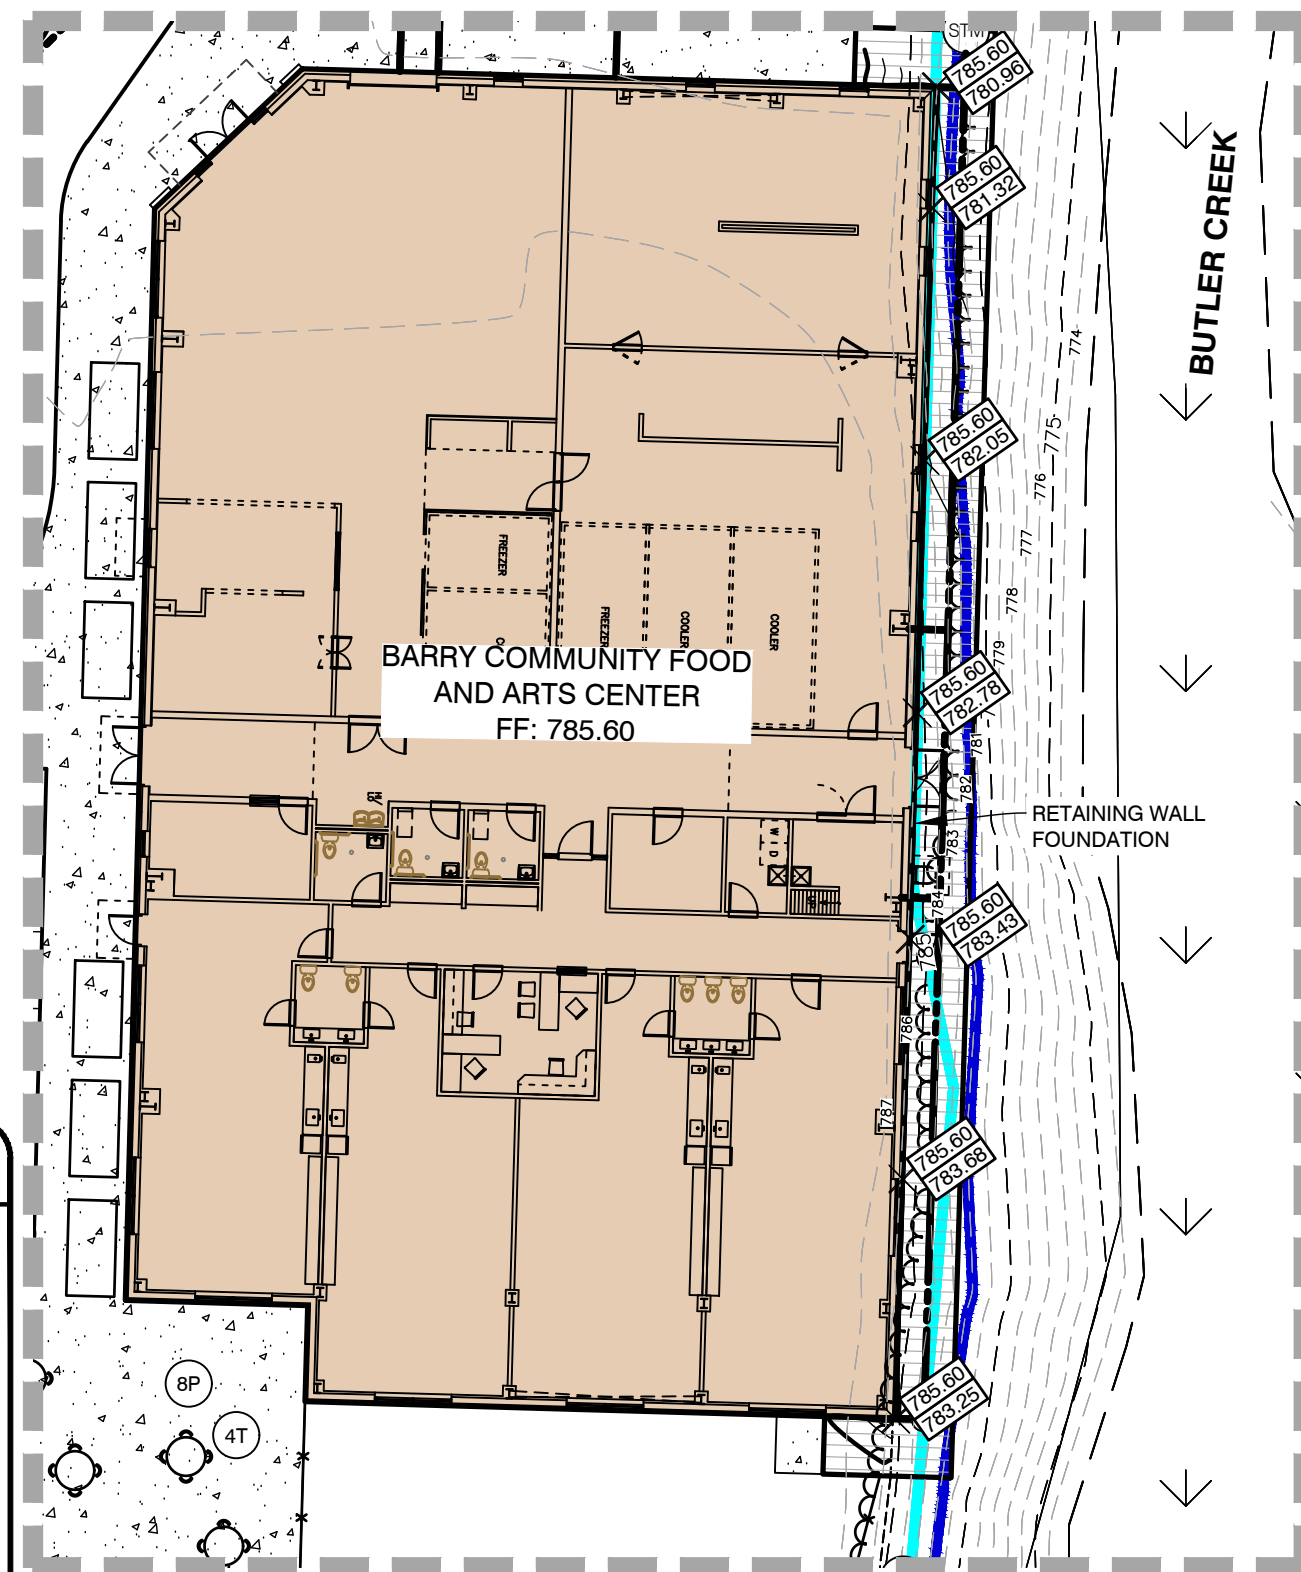 STM
785.60
780.96
785.60
781.32
BUTLER CREEK
774
785.60
782.05
775
776
777
778
779
FREEZER
FREEZER
COOLER
COOLER
BARRY COMMUNITY FOOD
AND ARTS CENTER
FF: 785.60
785.60
782.78
781
782
783
784
785
786
787
RETAINING WALL
FOUNDATION
W D
785.60
783.43
785.60
783.68
785.60
783.25
8P
4T